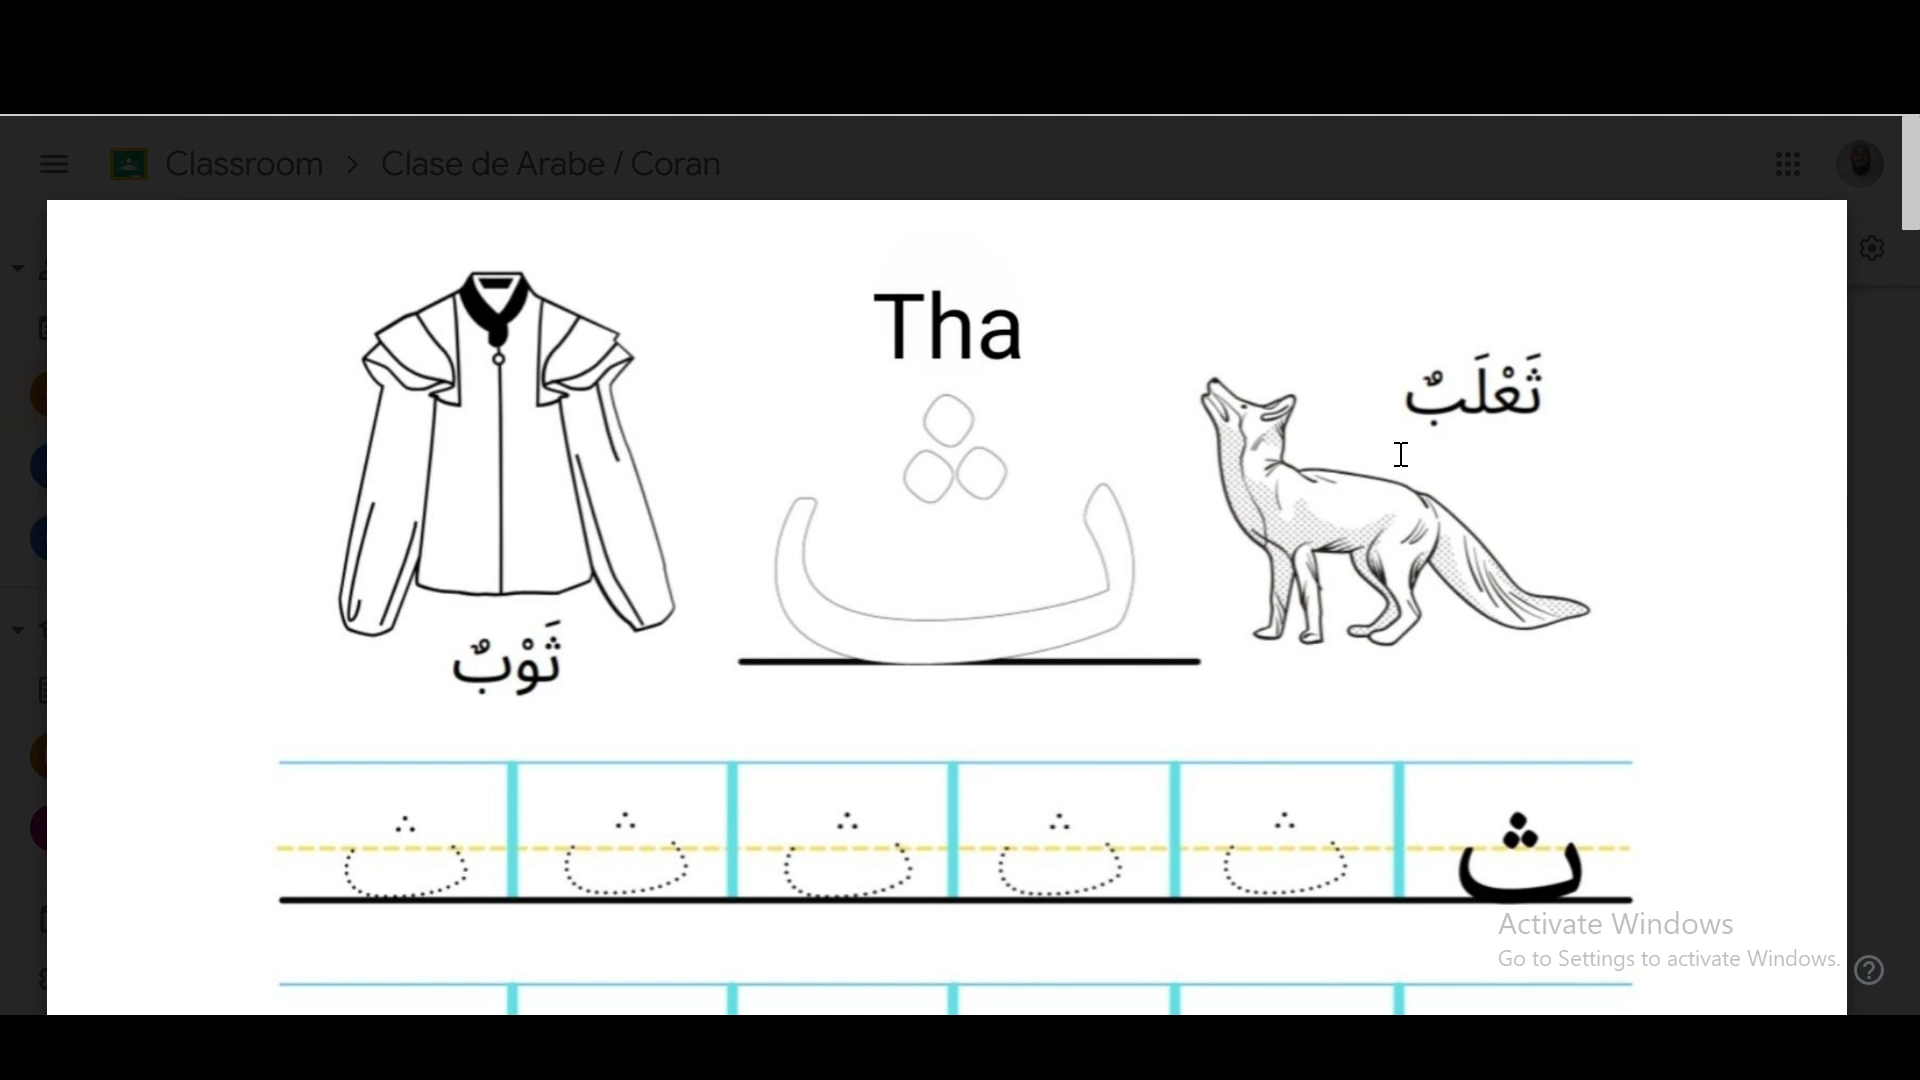 Classroom > Clase de Arabe / Coran
Tha
ثَعْلَبٌ
ثَوْبٌ
ث ث ث ث ث ث
Activate Windows
Go to Settings to activate Windows.